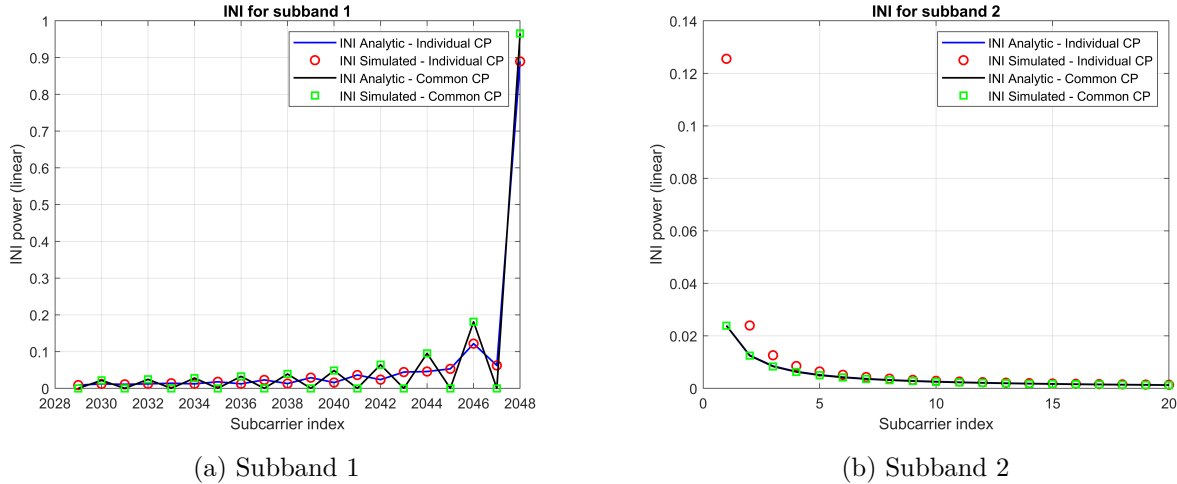 INI for subband 1
INI power (linear)
1
0.9
0.8
0.7
0.6
0.5
0.4
0.3
0.2
0.1
0
2028 2030 2032 2034 2036 2038 2040 2042 2044 2046 2048
Subcarrier index
INI Analytic - Individual CP
INI Simulated - Individual CP
INI Analytic - Common CP
INI Simulated - Common CP
(a) Subband 1
INI for subband 2
INI power (linear)
0.14
0.12
0.1
0.08
0.06
0.04
0.02
0
0 5 10 15 20
Subcarrier index
INI Analytic - Individual CP
INI Simulated - Individual CP
INI Analytic - Common CP
INI Simulated - Common CP
(b) Subband 2